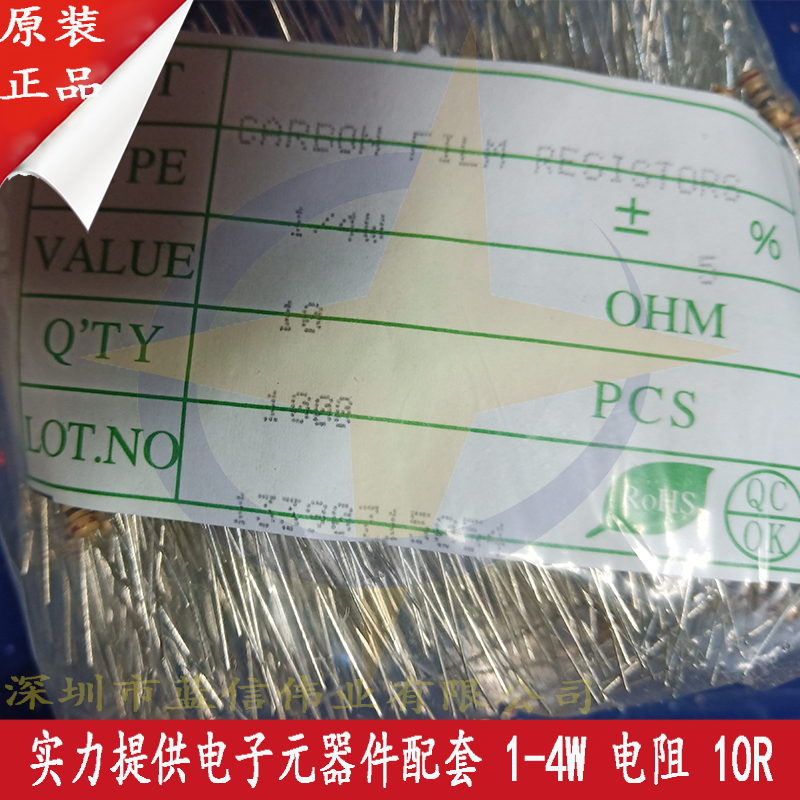 原装
正品
T
CARBON FILM RESISTORS
PE
1/4W ± 5 %
VALUE
10 OHM
Q'TY
1000 PCS
LOT.NO
RoHS
QC
OK
深圳市蓝信伟业有限公司
实力提供电子元器件配套 1-4W 电阻 10R